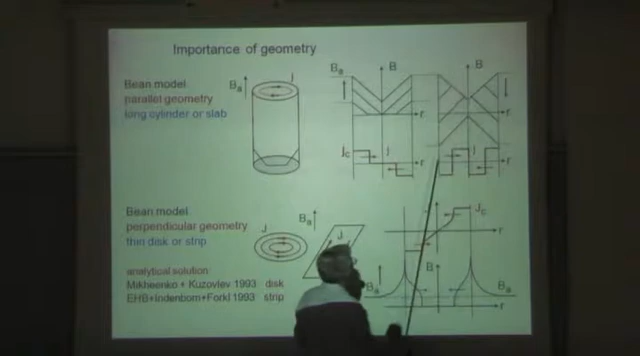 Importance of geometry
Bean model
parallel geometry
long cylinder or slab
Ba
J
Ba
B
r
Jc
J
r
B
r
J
r
Bean model
perpendicular geometry
thin disk or strip
J
Ba
J
Jc
r
analytical solution:
Mikheenko + Kuzovlev 1993 disk
EHB+Indenbom+Forkl 1993 strip
Ba
B
Ba
r